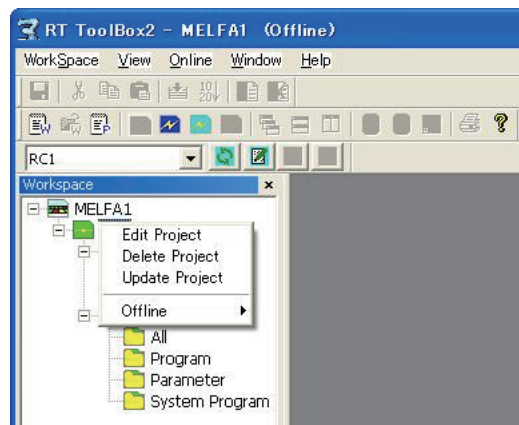 RT ToolBox2 - MELFA1 (Offline)
WorkSpace View Online Window Help
RC1
Workspace
MELFA1
Edit Project
Delete Project
Update Project
Offline
All
Program
Parameter
System Program